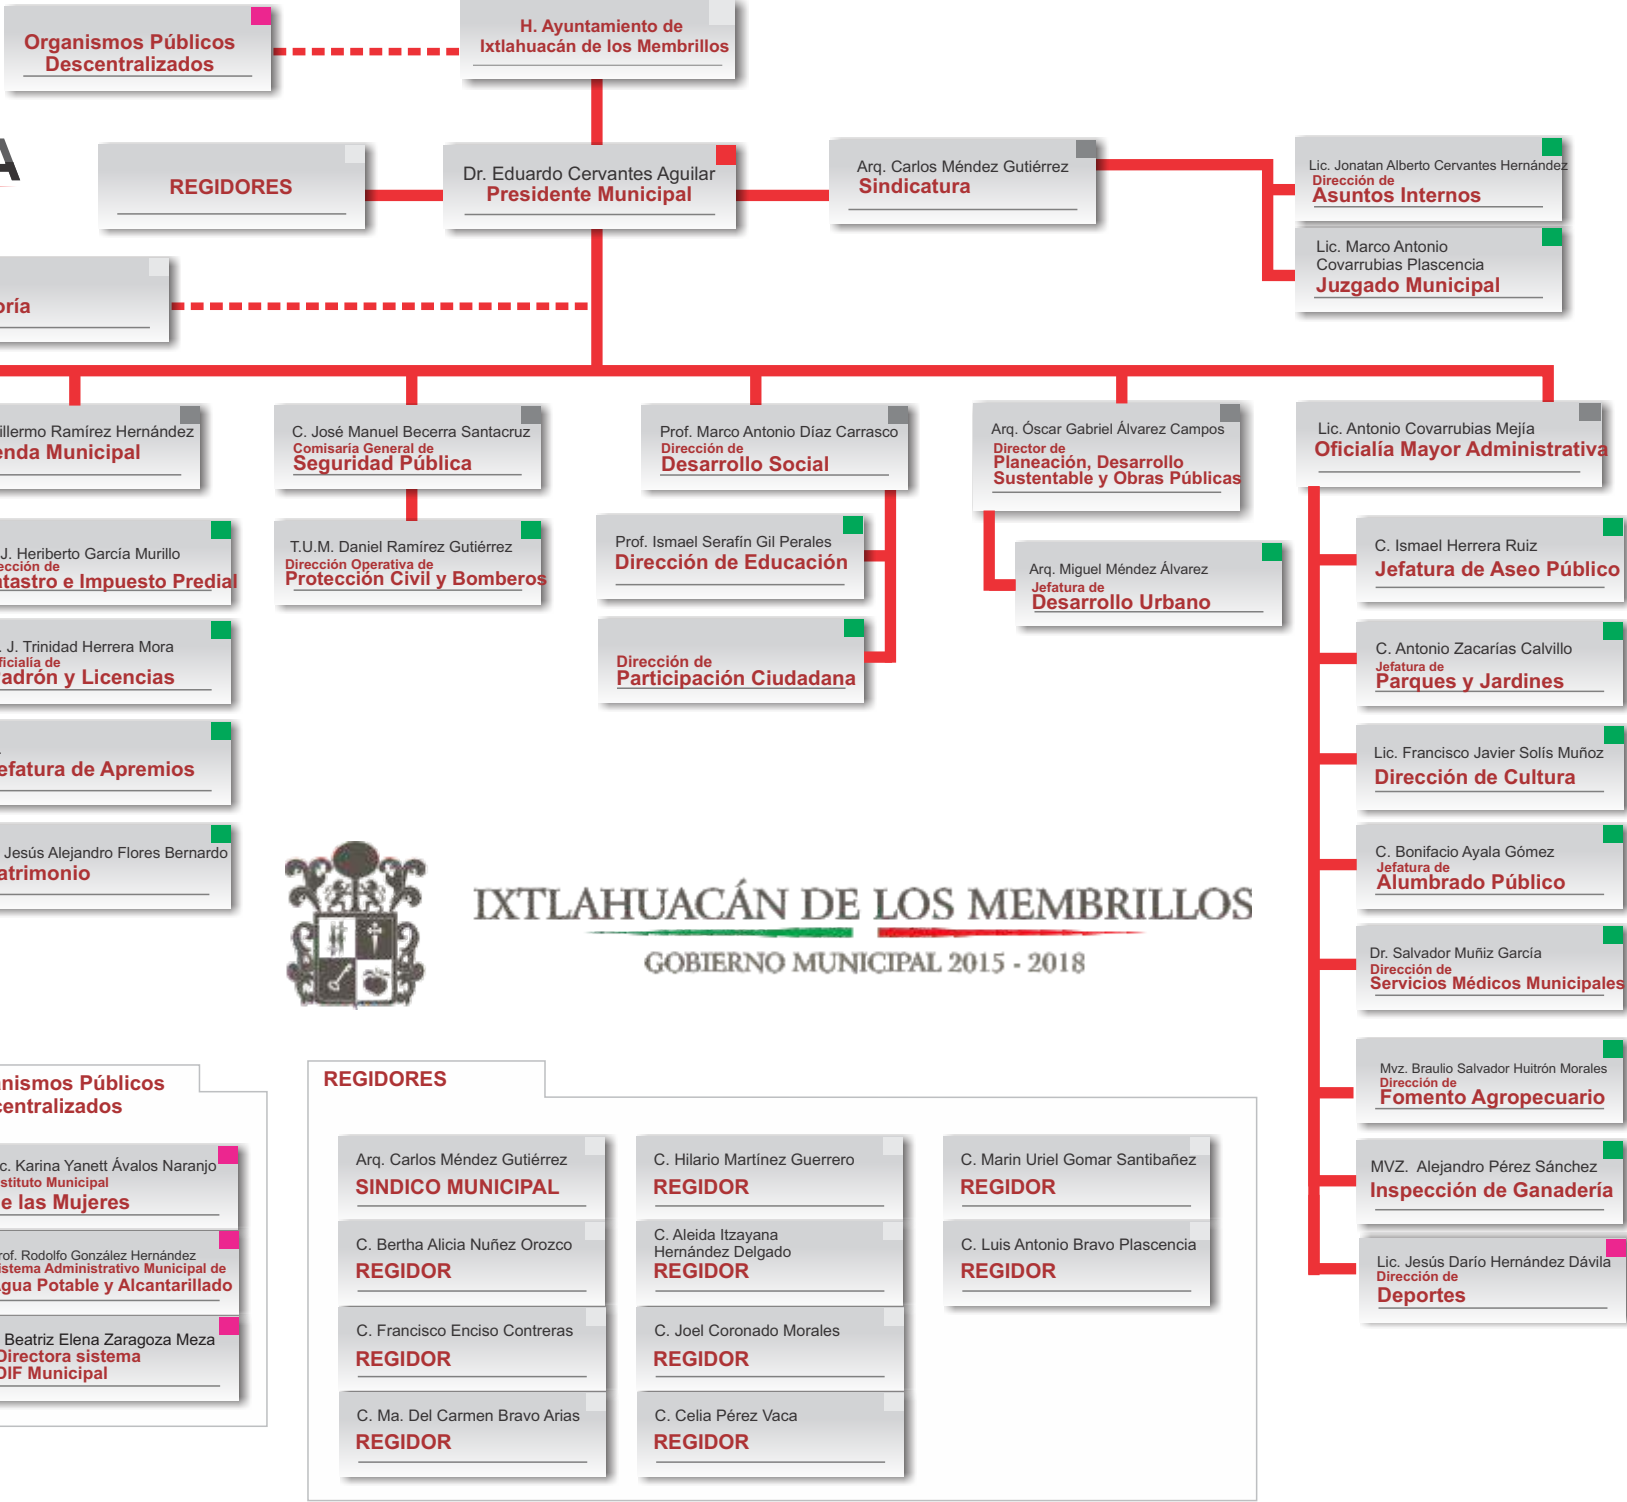 Organismos Públicos
Descentralizados
H. Ayuntamiento de
Ixtlahuacán de los Membrillos
A
REGIDORES
Dr. Eduardo Cervantes Aguilar
Presidente Municipal
Arq. Carlos Méndez Gutiérrez
Sindicatura
Lic. Jonatan Alberto Cervantes Hernández
Dirección de
Asuntos Internos
Lic. Marco Antonio
Covarrubias Plascencia
Juzgado Municipal
oría
illermo Ramírez Hernández
enda Municipal
C. José Manuel Becerra Santacruz
Comisaría General de
Seguridad Pública
Prof. Marco Antonio Díaz Carrasco
Dirección de
Desarrollo Social
Arq. Óscar Gabriel Álvarez Campos
Director de
Planeación, Desarrollo
Sustentable y Obras Públicas
Lic. Antonio Covarrubias Mejía
Oficialía Mayor Administrativa
J. Heriberto García Murillo
ección de
tastro e Impuesto Predial
T.U.M. Daniel Ramírez Gutiérrez
Dirección Operativa de
Protección Civil y Bomberos
Prof. Ismael Serafín Gil Perales
Dirección de Educación
Arq. Miguel Méndez Álvarez
Jefatura de
Desarrollo Urbano
C. Ismael Herrera Ruiz
Jefatura de Aseo Público
. J. Trinidad Herrera Mora
ficialía de
adrón y Licencias
Dirección de
Participación Ciudadana
C. Antonio Zacarías Calvillo
Jefatura de
Parques y Jardines
efatura de Apremios
Lic. Francisco Javier Solís Muñoz
Dirección de Cultura
Jesús Alejandro Flores Bernardo
atrimonio
C. Bonifacio Ayala Gómez
Jefatura de
Alumbrado Público
IXTLAHUACÁN DE LOS MEMBRILLOS
GOBIERNO MUNICIPAL 2015 - 2018
Dr. Salvador Muñiz García
Dirección de
Servicios Médicos Municipales
Mvz. Braulio Salvador Huitrón Morales
Dirección de
Fomento Agropecuario
MVZ. Alejandro Pérez Sánchez
Inspección de Ganadería
Lic. Jesús Darío Hernández Dávila
Dirección de
Deportes
anismos Públicos
centralizados
c. Karina Yanett Ávalos Naranjo
stituto Municipal
e las Mujeres
rof. Rodolfo González Hernández
istema Administrativo Municipal de
gua Potable y Alcantarillado
Beatriz Elena Zaragoza Meza
Directora sistema
DIF Municipal
REGIDORES
Arq. Carlos Méndez Gutiérrez
SINDICO MUNICIPAL
C. Hilario Martínez Guerrero
REGIDOR
C. Marin Uriel Gomar Santibañez
REGIDOR
C. Bertha Alicia Nuñez Orozco
REGIDOR
C. Aleida Itzayana
Hernández Delgado
REGIDOR
C. Luis Antonio Bravo Plascencia
REGIDOR
C. Francisco Enciso Contreras
REGIDOR
C. Joel Coronado Morales
REGIDOR
C. Ma. Del Carmen Bravo Arias
REGIDOR
C. Celia Pérez Vaca
REGIDOR